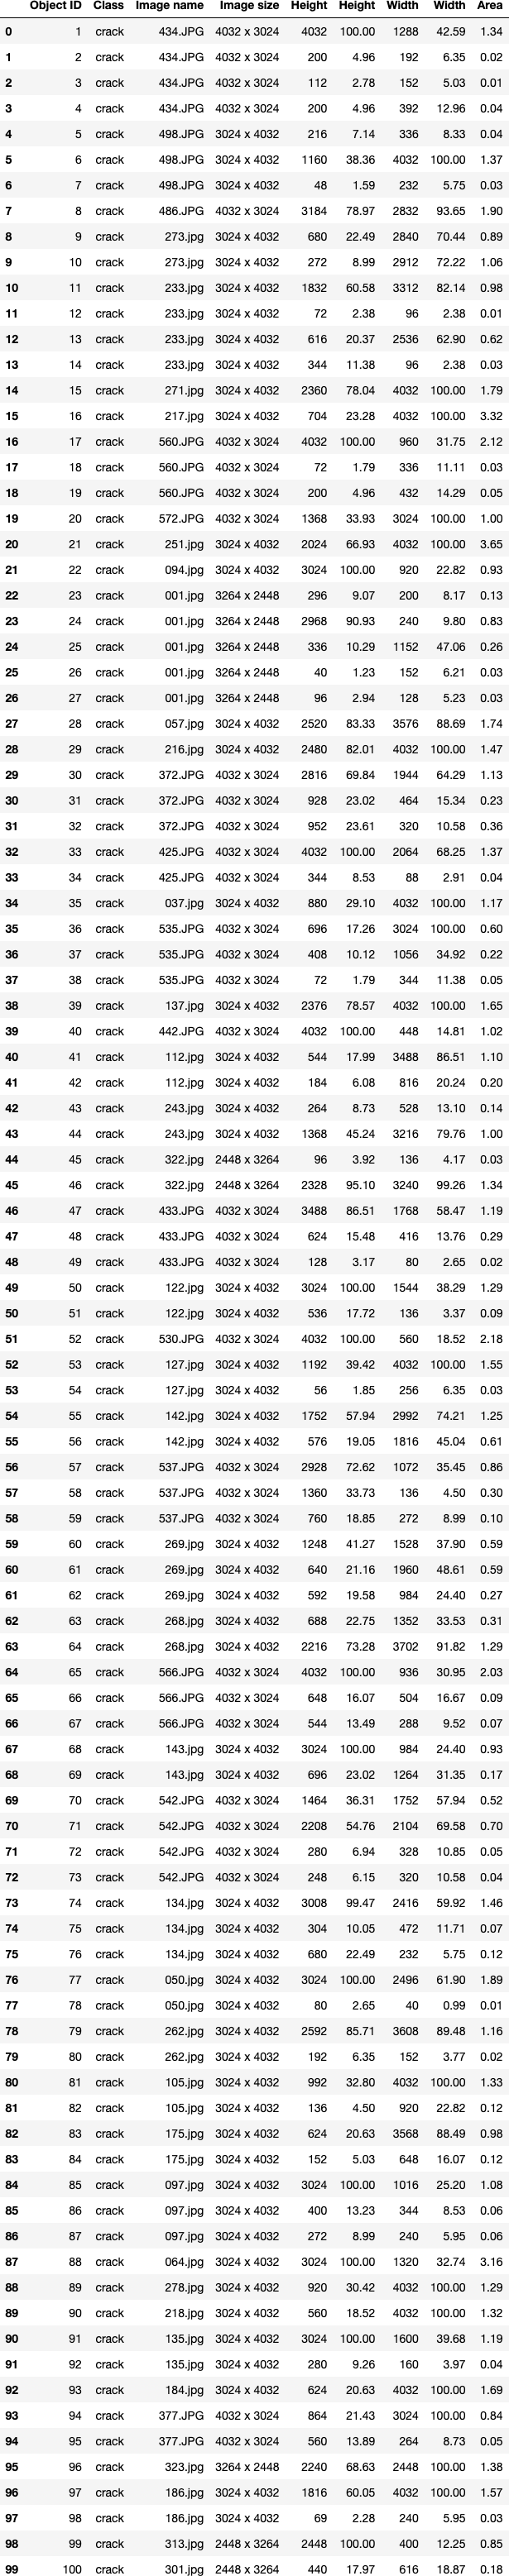 Object ID Class Image name Image size Height Height Width Width Area
0 1 crack 434.JPG 4032 x 3024 4032 100.00 1288 42.59 1.34
1 2 crack 434.JPG 4032 x 3024 200 4.96 192 6.35 0.02
2 3 crack 434.JPG 4032 x 3024 112 2.78 152 5.03 0.01
3 4 crack 434.JPG 4032 x 3024 200 4.96 392 12.96 0.04
4 5 crack 498.JPG 3024 x 4032 216 7.14 336 8.33 0.04
5 6 crack 498.JPG 3024 x 4032 1160 38.36 4032 100.00 1.37
6 7 crack 498.JPG 3024 x 4032 48 1.59 232 5.75 0.03
7 8 crack 486.JPG 4032 x 3024 3184 78.97 2832 93.65 1.90
8 9 crack 273.jpg 3024 x 4032 680 22.49 2840 70.44 0.89
9 10 crack 273.jpg 3024 x 4032 272 8.99 2912 72.22 1.06
10 11 crack 233.jpg 3024 x 4032 1832 60.58 3312 82.14 0.98
11 12 crack 233.jpg 3024 x 4032 72 2.38 96 2.38 0.01
12 13 crack 233.jpg 3024 x 4032 616 20.37 2536 62.90 0.62
13 14 crack 233.jpg 3024 x 4032 344 11.38 96 2.38 0.03
14 15 crack 271.jpg 3024 x 4032 2360 78.04 4032 100.00 1.79
15 16 crack 217.jpg 3024 x 4032 704 23.28 4032 100.00 3.32
16 17 crack 560.JPG 4032 x 3024 4032 100.00 960 31.75 2.12
17 18 crack 560.JPG 4032 x 3024 72 1.79 336 11.11 0.03
18 19 crack 560.JPG 4032 x 3024 200 4.96 432 14.29 0.05
19 20 crack 572.JPG 4032 x 3024 1368 33.93 3024 100.00 1.00
20 21 crack 251.jpg 3024 x 4032 2024 66.93 4032 100.00 3.65
21 22 crack 094.jpg 3024 x 4032 3024 100.00 920 22.82 0.93
22 23 crack 001.jpg 3264 x 2448 296 9.07 200 8.17 0.13
23 24 crack 001.jpg 3264 x 2448 2968 90.93 240 9.80 0.83
24 25 crack 001.jpg 3264 x 2448 336 10.29 1152 47.06 0.26
25 26 crack 001.jpg 3264 x 2448 40 1.23 152 6.21 0.03
26 27 crack 001.jpg 3264 x 2448 96 2.94 128 5.23 0.03
27 28 crack 057.jpg 3024 x 4032 2520 83.33 3576 88.69 1.74
28 29 crack 216.jpg 3024 x 4032 2480 82.01 4032 100.00 1.47
29 30 crack 372.JPG 4032 x 3024 2816 69.84 1944 64.29 1.13
30 31 crack 372.JPG 4032 x 3024 928 23.02 464 15.34 0.23
31 32 crack 372.JPG 4032 x 3024 952 23.61 320 10.58 0.36
32 33 crack 425.JPG 4032 x 3024 4032 100.00 2064 68.25 1.37
33 34 crack 425.JPG 4032 x 3024 344 8.53 88 2.91 0.04
34 35 crack 037.jpg 3024 x 4032 880 29.10 4032 100.00 1.17
35 36 crack 535.JPG 4032 x 3024 696 17.26 3024 100.00 0.60
36 37 crack 535.JPG 4032 x 3024 408 10.12 1056 34.92 0.22
37 38 crack 535.JPG 4032 x 3024 72 1.79 344 11.38 0.05
38 39 crack 137.jpg 3024 x 4032 2376 78.57 4032 100.00 1.65
39 40 crack 442.JPG 4032 x 3024 4032 100.00 448 14.81 1.02
40 41 crack 112.jpg 3024 x 4032 544 17.99 3488 86.51 1.10
41 42 crack 112.jpg 3024 x 4032 184 6.08 816 20.24 0.20
42 43 crack 243.jpg 3024 x 4032 264 8.73 528 13.10 0.14
43 44 crack 243.jpg 3024 x 4032 1368 45.24 3216 79.76 1.00
44 45 crack 322.jpg 2448 x 3264 96 3.92 136 4.17 0.03
45 46 crack 322.jpg 2448 x 3264 2328 95.10 3240 99.26 1.34
46 47 crack 433.JPG 4032 x 3024 3488 86.51 1768 58.47 1.19
47 48 crack 433.JPG 4032 x 3024 624 15.48 416 13.76 0.29
48 49 crack 433.JPG 4032 x 3024 128 3.17 80 2.65 0.02
49 50 crack 122.jpg 3024 x 4032 3024 100.00 1544 38.29 1.29
50 51 crack 122.jpg 3024 x 4032 536 17.72 136 3.37 0.09
51 52 crack 530.JPG 4032 x 3024 4032 100.00 560 18.52 2.18
52 53 crack 127.jpg 3024 x 4032 1192 39.42 4032 100.00 1.55
53 54 crack 127.jpg 3024 x 4032 56 1.85 256 6.35 0.03
54 55 crack 142.jpg 3024 x 4032 1752 57.94 2992 74.21 1.25
55 56 crack 142.jpg 3024 x 4032 576 19.05 1816 45.04 0.61
56 57 crack 537.JPG 4032 x 3024 2928 72.62 1072 35.45 0.86
57 58 crack 537.JPG 4032 x 3024 1360 33.73 136 4.50 0.30
58 59 crack 537.JPG 4032 x 3024 760 18.85 272 8.99 0.10
59 60 crack 269.jpg 3024 x 4032 1248 41.27 1528 37.90 0.59
60 61 crack 269.jpg 3024 x 4032 640 21.16 1960 48.61 0.59
61 62 crack 269.jpg 3024 x 4032 592 19.58 984 24.40 0.27
62 63 crack 268.jpg 3024 x 4032 688 22.75 1352 33.53 0.31
63 64 crack 268.jpg 3024 x 4032 2216 73.28 3702 91.82 1.29
64 65 crack 566.JPG 4032 x 3024 4032 100.00 936 30.95 2.03
65 66 crack 566.JPG 4032 x 3024 648 16.07 504 16.67 0.09
66 67 crack 566.JPG 4032 x 3024 544 13.49 288 9.52 0.07
67 68 crack 143.jpg 3024 x 4032 3024 100.00 984 24.40 0.93
68 69 crack 143.jpg 3024 x 4032 696 23.02 1264 31.35 0.17
69 70 crack 542.JPG 4032 x 3024 1464 36.31 1752 57.94 0.52
70 71 crack 542.JPG 4032 x 3024 2208 54.76 2104 69.58 0.70
71 72 crack 542.JPG 4032 x 3024 280 6.94 328 10.85 0.05
72 73 crack 542.JPG 4032 x 3024 248 6.15 320 10.58 0.04
73 74 crack 134.jpg 3024 x 4032 3008 99.47 2416 59.92 1.46
74 75 crack 134.jpg 3024 x 4032 304 10.05 472 11.71 0.07
75 76 crack 134.jpg 3024 x 4032 680 22.49 232 5.75 0.12
76 77 crack 050.jpg 3024 x 4032 3024 100.00 2496 61.90 1.89
77 78 crack 050.jpg 3024 x 4032 80 2.65 40 0.99 0.01
78 79 crack 262.jpg 3024 x 4032 2592 85.71 3608 89.48 1.16
79 80 crack 262.jpg 3024 x 4032 192 6.35 152 3.77 0.02
80 81 crack 105.jpg 3024 x 4032 992 32.80 4032 100.00 1.33
81 82 crack 105.jpg 3024 x 4032 136 4.50 920 22.82 0.12
82 83 crack 175.jpg 3024 x 4032 624 20.63 3568 88.49 0.98
83 84 crack 175.jpg 3024 x 4032 152 5.03 648 16.07 0.12
84 85 crack 097.jpg 3024 x 4032 3024 100.00 1016 25.20 1.08
85 86 crack 097.jpg 3024 x 4032 400 13.23 344 8.53 0.06
86 87 crack 097.jpg 3024 x 4032 272 8.99 240 5.95 0.06
87 88 crack 064.jpg 3024 x 4032 3024 100.00 1320 32.74 3.16
88 89 crack 278.jpg 3024 x 4032 920 30.42 4032 100.00 1.29
89 90 crack 218.jpg 3024 x 4032 560 18.52 4032 100.00 1.32
90 91 crack 135.jpg 3024 x 4032 3024 100.00 1600 39.68 1.19
91 92 crack 135.jpg 3024 x 4032 280 9.26 160 3.97 0.04
92 93 crack 184.jpg 3024 x 4032 624 20.63 4032 100.00 1.69
93 94 crack 377.JPG 4032 x 3024 864 21.43 3024 100.00 0.84
94 95 crack 377.JPG 4032 x 3024 560 13.89 264 8.73 0.05
95 96 crack 323.jpg 3264 x 2448 2240 68.63 2448 100.00 1.38
96 97 crack 186.jpg 3024 x 4032 1816 60.05 4032 100.00 1.57
97 98 crack 186.jpg 3024 x 4032 69 2.28 240 5.95 0.03
98 99 crack 313.jpg 2448 x 3264 2448 100.00 400 12.25 0.85
99 100 crack 301.jpg 2448 x 3264 440 17.97 616 18.87 0.18